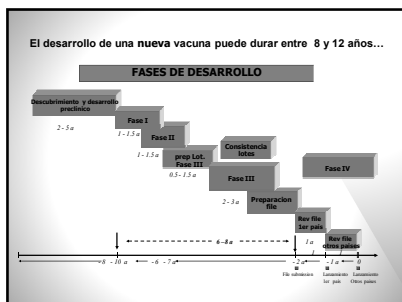 El desarrollo de una nueva vacuna puede durar entre 8 y 12 años…
FASES DE DESARROLLO
Descubrimiento y desarrollo
preclínico
2 - 5 a
Fase I
1 - 1.5 a
Fase II
1 - 1.5 a
prep Lot.
Fase III
0.5 - 1.5 a
Consistencia
lotes
Fase III
2 - 3 a
Fase IV
Preparacion
file
Rev file
1er país
1 a
Rev file
otros países
6 - 8 a
-8 - 10 a
-6 - 7 a
-2 a
-1 a
0
File submission
Lanzamiento
1er país
Lanzamiento
Otros países